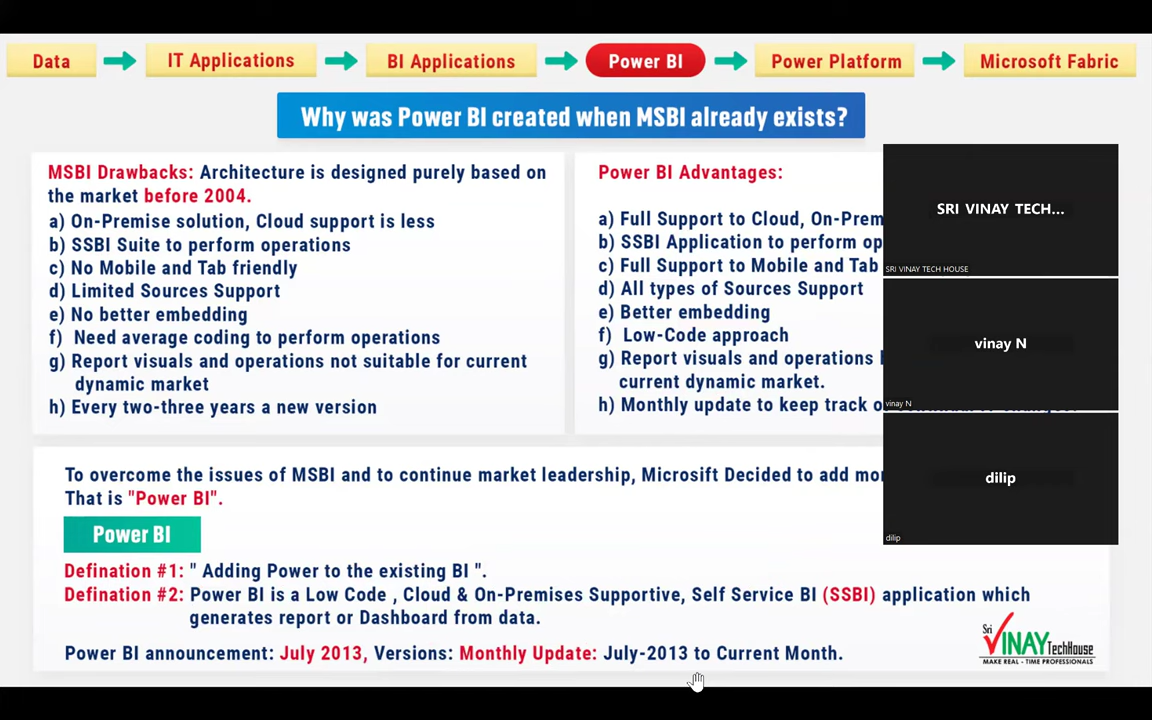 Data
IT Applications
BI Applications
Power BI
Power Platform
Microsoft Fabric
Why was Power BI created when MSBI already exists?
MSBI Drawbacks: Architecture is designed purely based on
the market before 2004.
a) On-Premise solution, Cloud support is less
b) SSBI Suite to perform operations
c) No Mobile and Tab friendly
d) Limited Sources Support
e) No better embedding
f) Need average coding to perform operations
g) Report visuals and operations not suitable for current
dynamic market
h) Every two-three years a new version
Power BI Advantages:
a) Full Support to Cloud, On-Prem
b) SSBI Application to perform op
c) Full Support to Mobile and Tab
d) All types of Sources Support
e) Better embedding
f) Low-Code approach
g) Report visuals and operations
current dynamic market.
h) Monthly update to keep track o
SRI VINAY TECH...
SRI VINAY TECH HOUSE
vinay N
vinay N
dilip
dilip
To overcome the issues of MSBI and to continue market leadership, Microsift Decided to add mor
That is "Power BI".
Power BI
Defination #1: " Adding Power to the existing BI ".
Defination #2: Power BI is a Low Code , Cloud & On-Premises Supportive, Self Service BI (SSBI) application which
generates report or Dashboard from data.
Power BI announcement: July 2013, Versions: Monthly Update: July-2013 to Current Month.
Sri
VINAY TechHouse
MAKE REAL - TIME PROFESSIONALS